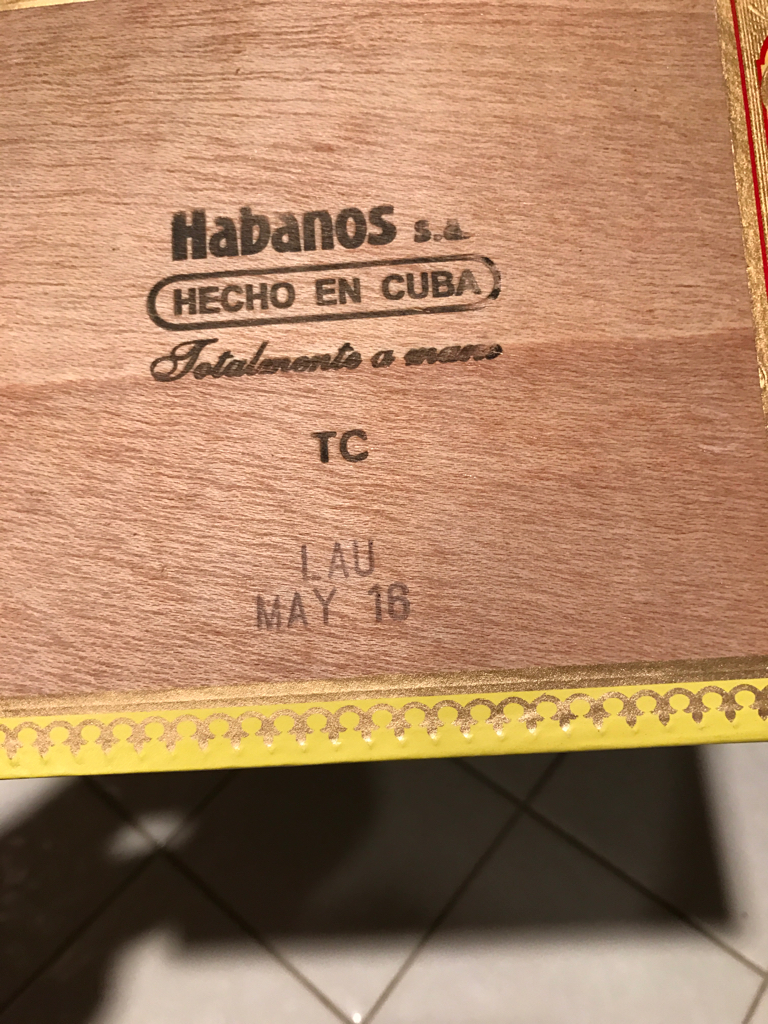 Habanos s.a.
HECHO EN CUBA
Totalmente a mano
TC
LAU
MAY 16